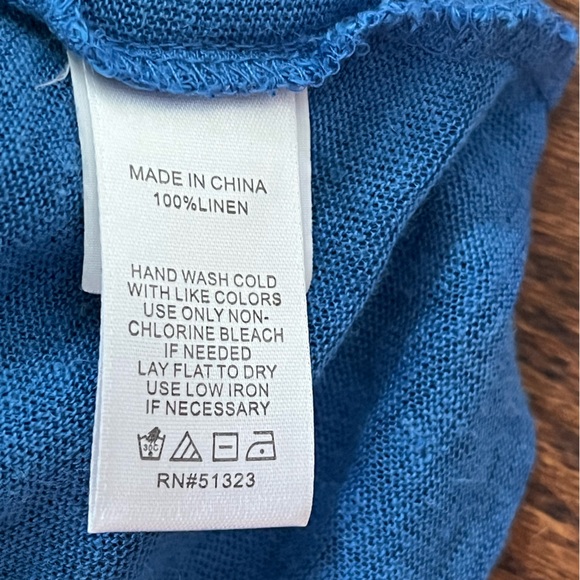 MADE IN CHINA
100%LINEN
HAND WASH COLD
WITH LIKE COLORS
USE ONLY NON-
CHLORINE BLEACH
IF NEEDED
LAY FLAT TO DRY
USE LOW IRON
IF NECESSARY
30C
RN#51323